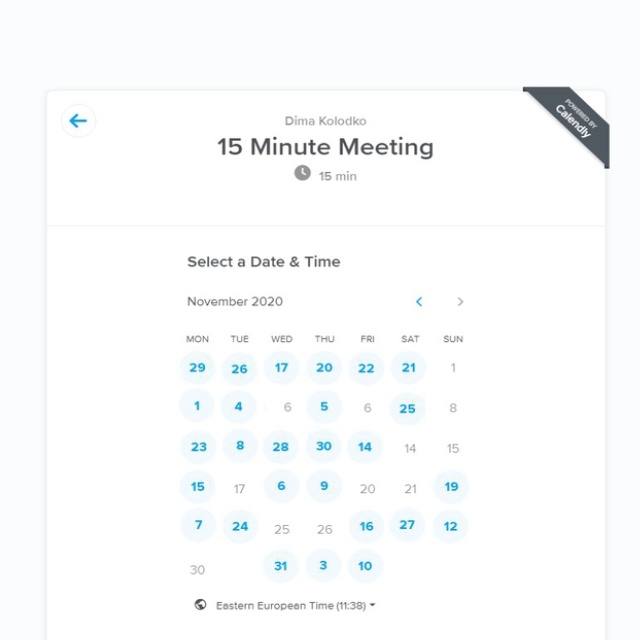 POWERED BY
Calendly
Dima Kolodko
15 Minute Meeting
15 min
Select a Date & Time
November 2020
MON TUE WED THU FRI SAT SUN
29 26 17 20 22 21 1
1 4 6 5 6 25 8
23 8 28 30 14 14 15
15 17 6 9 20 21 19
7 24 25 26 16 27 12
30 31 3 10
Eastern European Time (11:38)